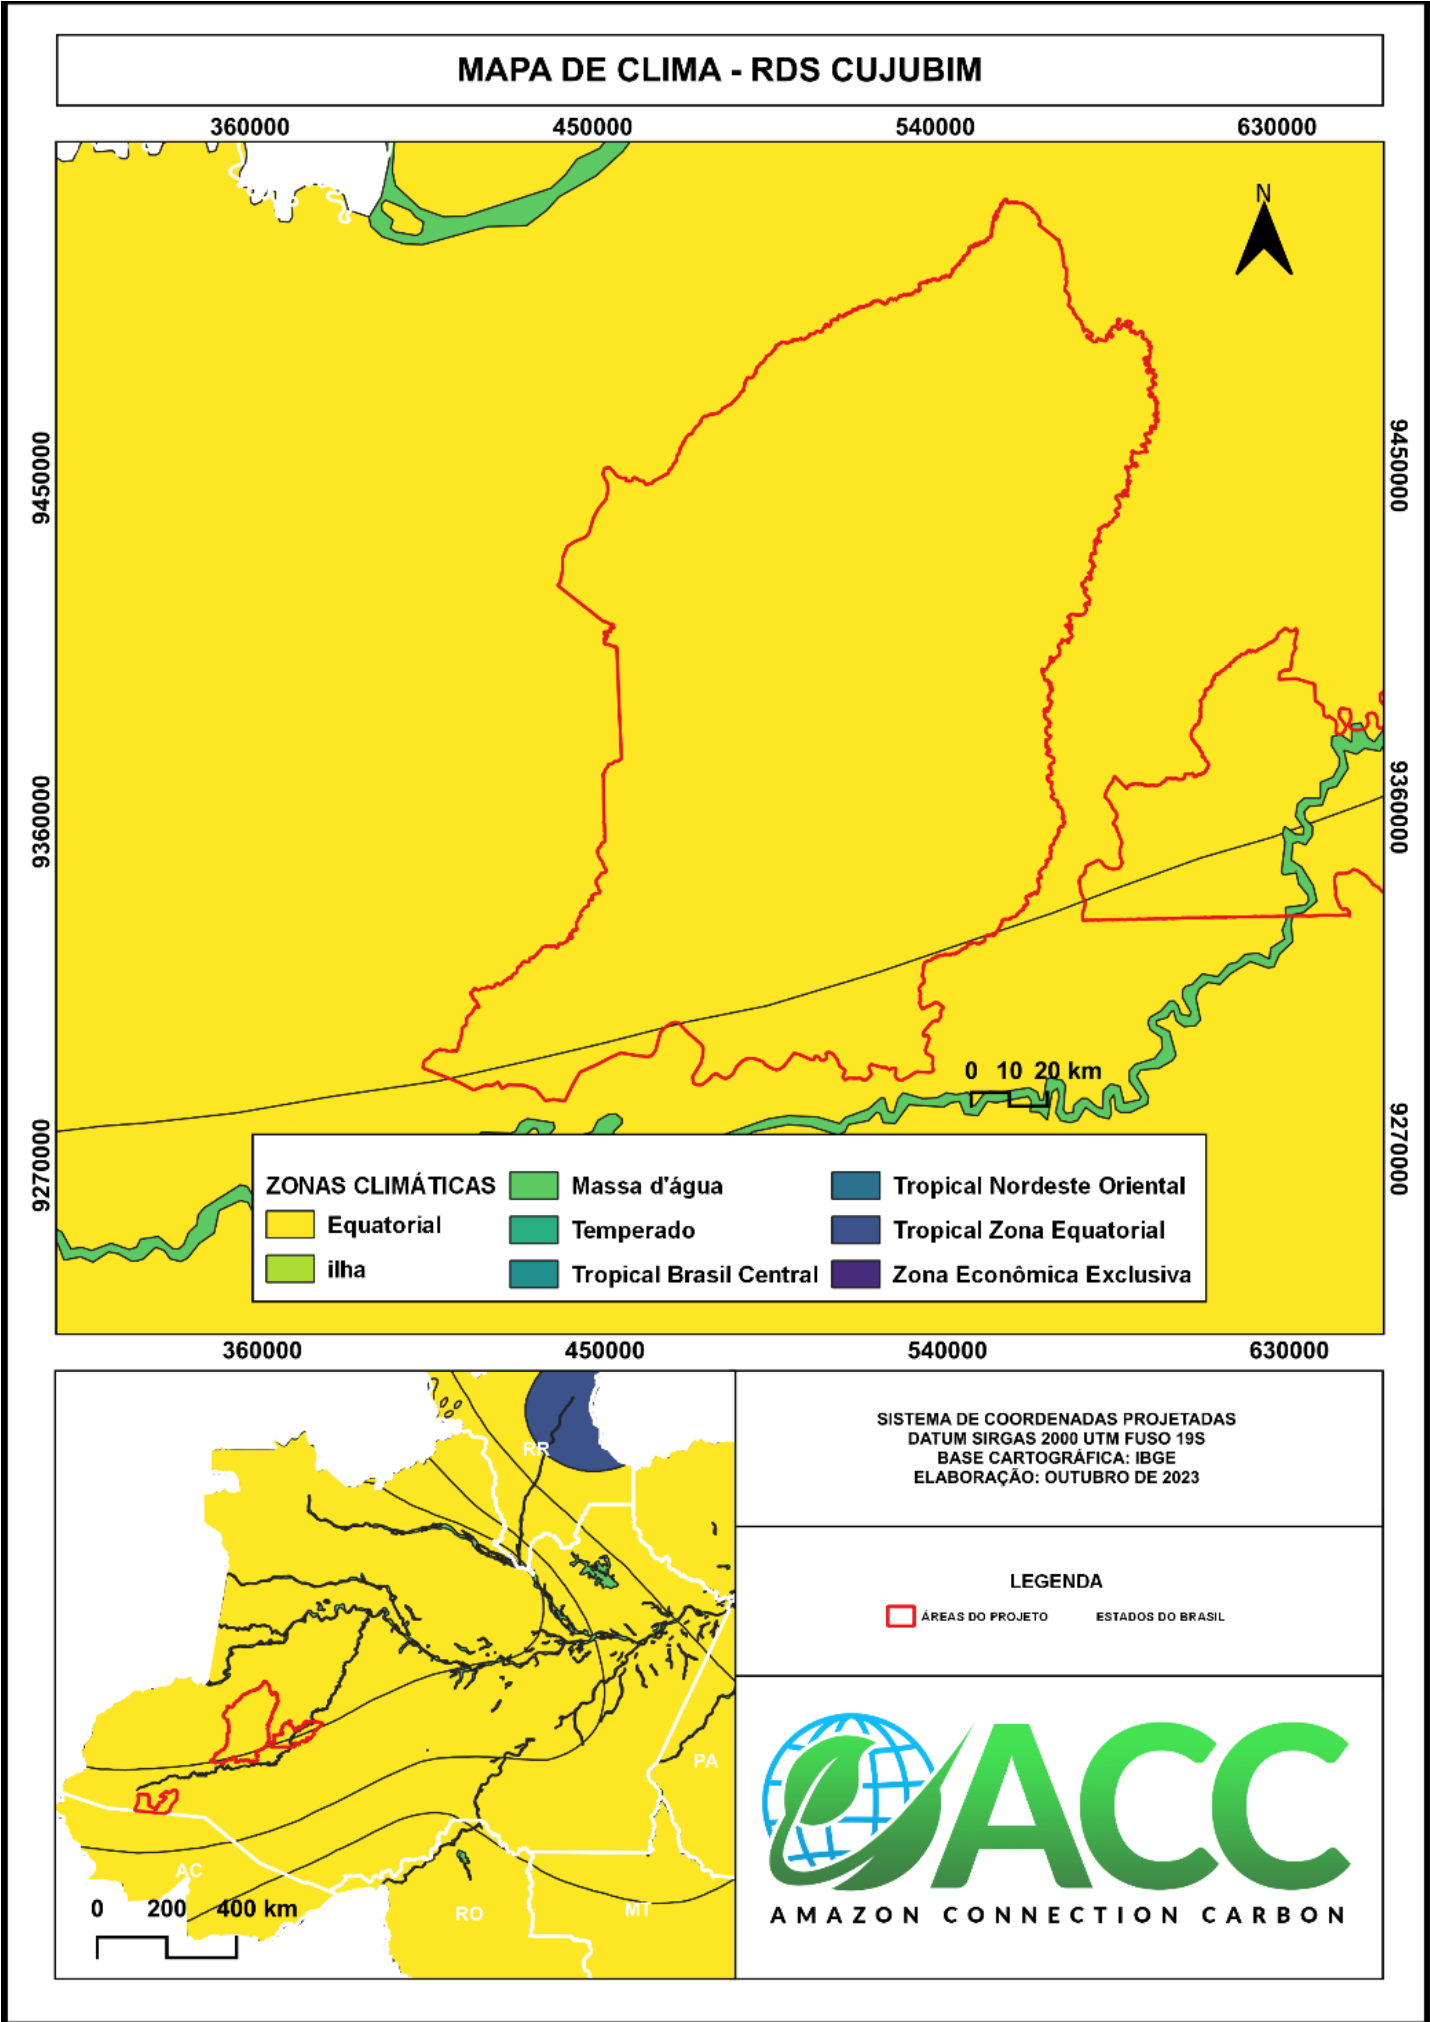 MAPA DE CLIMA - RDS CUJUBIM
360000 450000 540000 630000
N
9450000 9450000
9360000 9360000
9270000 9270000
0 10 20 km
ZONAS CLIMÁTICAS
Equatorial
ilha
Massa d'água
Temperado
Tropical Brasil Central
Tropical Nordeste Oriental
Tropical Zona Equatorial
Zona Econômica Exclusiva
360000 450000 540000 630000
RR
PA
AC
RO
MT
0 200 400 km
SISTEMA DE COORDENADAS PROJETADAS
DATUM SIRGAS 2000 UTM FUSO 19S
BASE CARTOGRÁFICA: IBGE
ELABORAÇÃO: OUTUBRO DE 2023
LEGENDA
ÁREAS DO PROJETO ESTADOS DO BRASIL
ACC
AMAZON CONNECTION CARBON